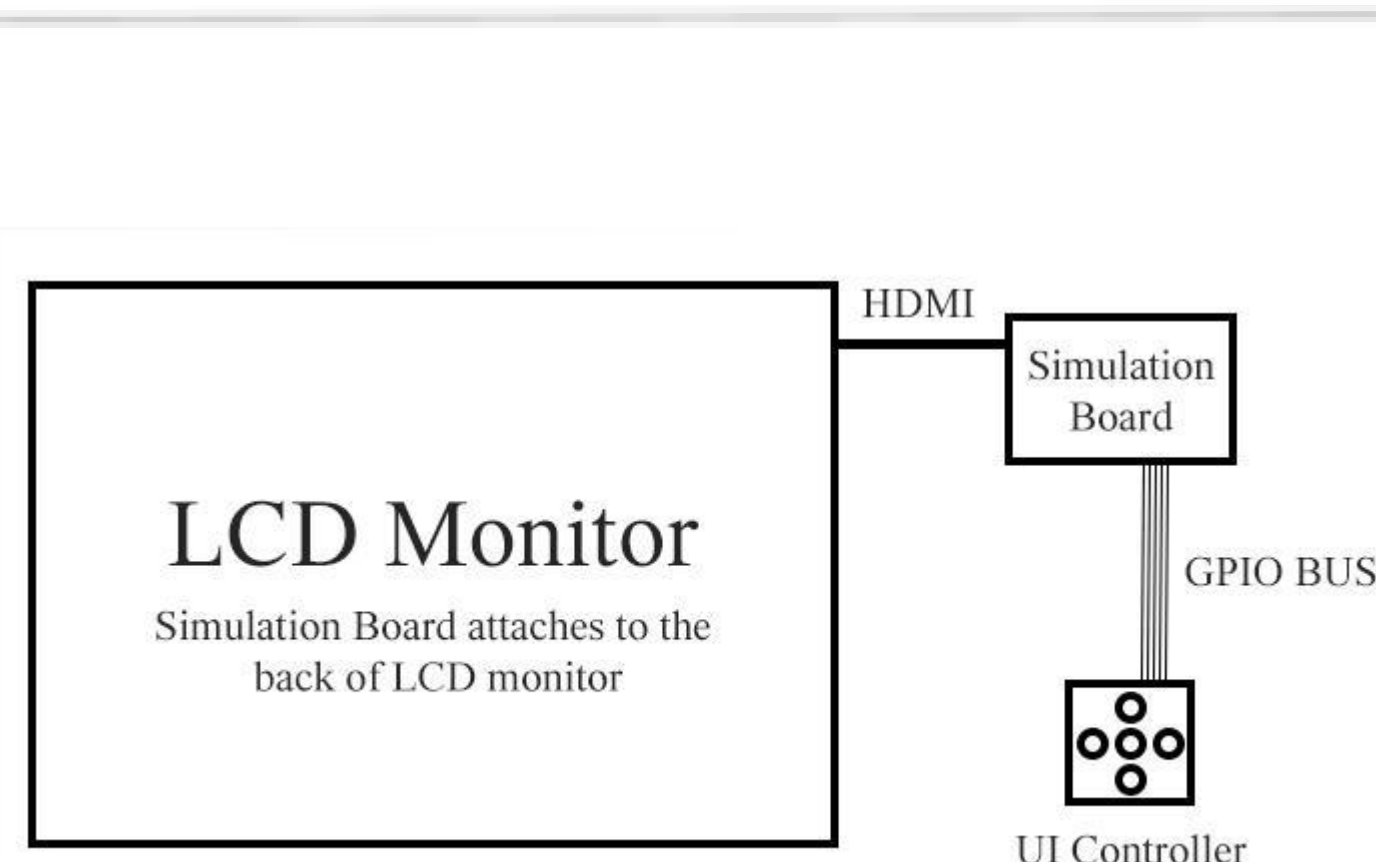 HDMI
Simulation
Board
LCD Monitor
Simulation Board attaches to the
back of LCD monitor
GPIO BUS
UI Controller